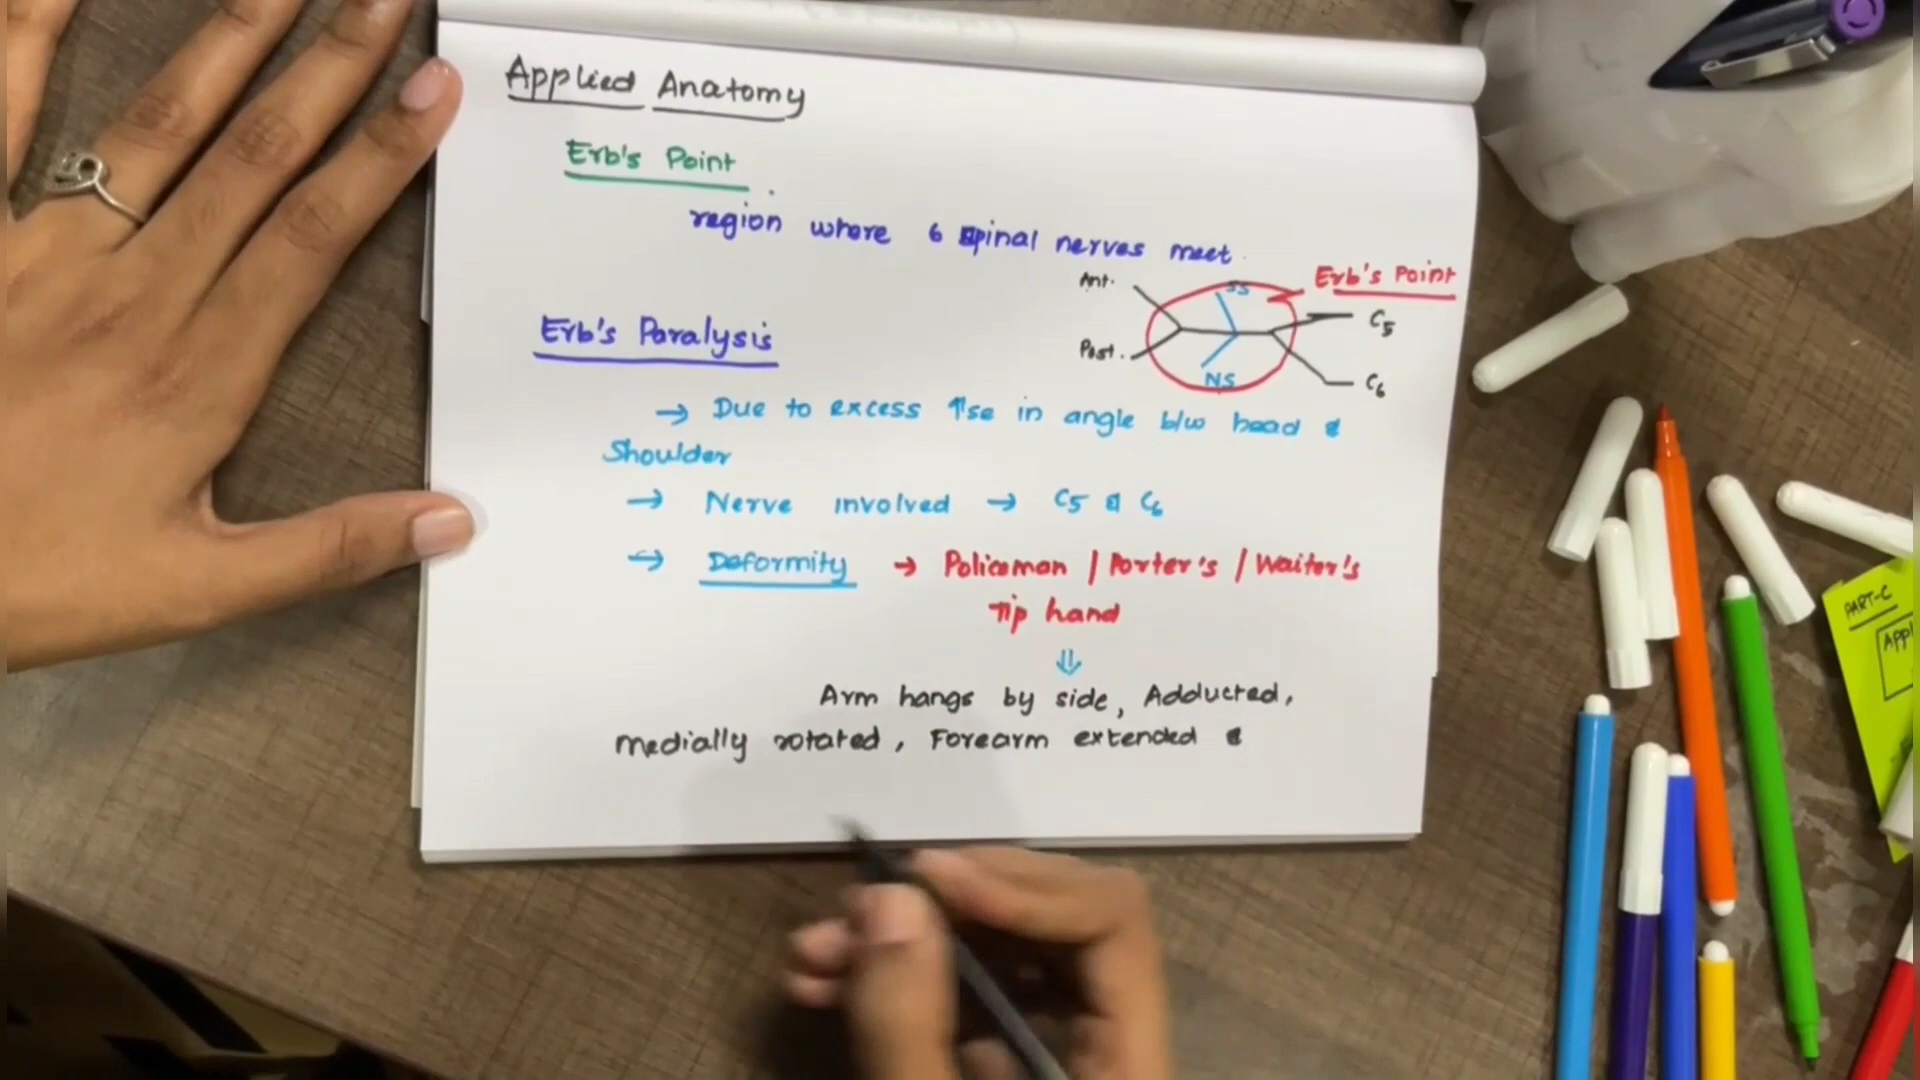 Applied Anatomy
Erb's Point
region where 6 spinal nerves meet
Ant.
SS
Erb's Point
C5
Post.
NS
C6
Erb's Paralysis
→ Due to excess ↑se in angle b/w head &
Shoulder
→ Nerve involved → C5 & C6
→ Deformity → Policeman / Porter's / Waiter's
Tip hand
⇓
Arm hangs by side, Adducted,
medially rotated, Forearm extended &
PART-C
APPl